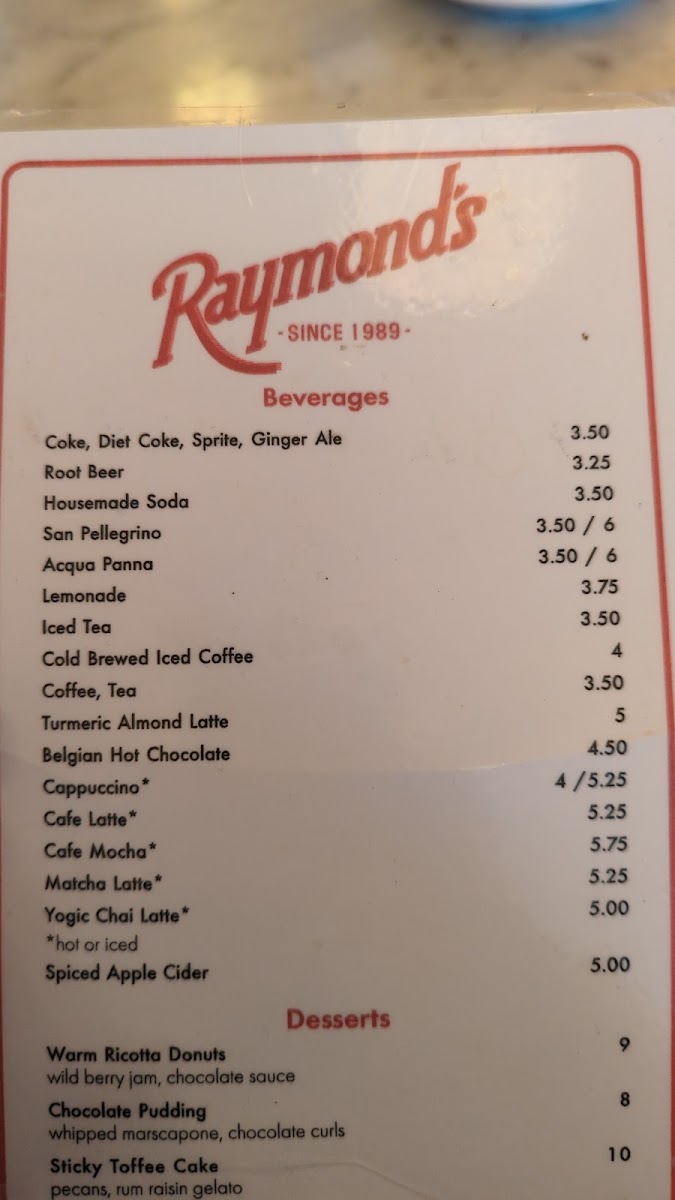 Raymond's
- SINCE 1989 -
Beverages
Coke, Diet Coke, Sprite, Ginger Ale 3.50
Root Beer 3.25
Housemade Soda 3.50
San Pellegrino 3.50 / 6
Acqua Panna 3.50 / 6
Lemonade 3.75
Iced Tea 3.50
Cold Brewed Iced Coffee 4
Coffee, Tea 3.50
Turmeric Almond Latte 5
Belgian Hot Chocolate 4.50
Cappuccino* 4 /5.25
Cafe Latte* 5.25
Cafe Mocha* 5.75
Matcha Latte* 5.25
Yogic Chai Latte* 5.00
*hot or iced
Spiced Apple Cider 5.00
Desserts
Warm Ricotta Donuts 9
wild berry jam, chocolate sauce
Chocolate Pudding 8
whipped marscapone, chocolate curls
Sticky Toffee Cake 10
pecans, rum raisin gelato